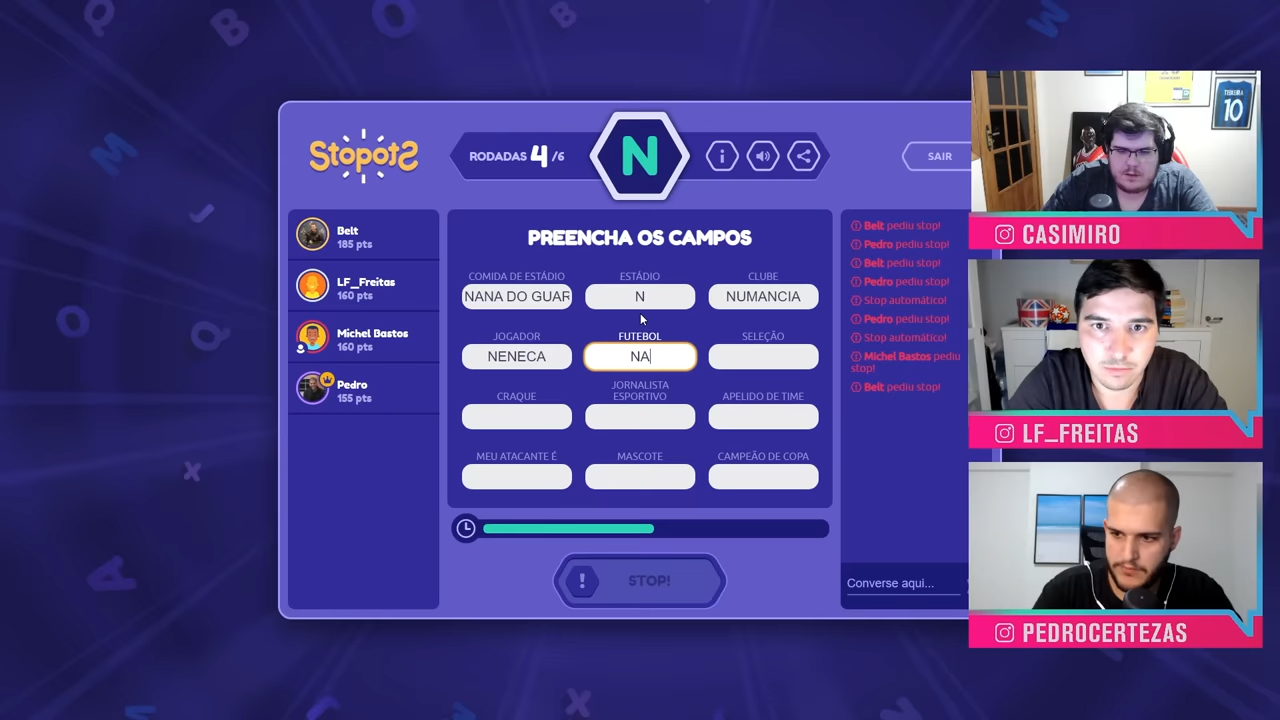 StopotS
RODADAS 4/6
N
SAIR
Belt
185 pts
LF_Freitas
160 pts
Michel Bastos
160 pts
Pedro
155 pts
PREENCHA OS CAMPOS
COMIDA DE ESTÁDIO
NANA DO GUAR
ESTÁDIO
N
CLUBE
NUMANCIA
JOGADOR
NENECA
FUTEBOL
NA
SELEÇÃO
CRAQUE
JORNALISTA
ESPORTIVO
APELIDO DE TIME
MEU ATACANTE É
MASCOTE
CAMPEÃO DE COPA
STOP!
Belt pediu stop!
Pedro pediu stop!
Belt pediu stop!
Pedro pediu stop!
Stop automático!
Pedro pediu stop!
Stop automático!
Michel Bastos pediu
stop!
Belt pediu stop!
Converse aqui...
TEIXEIRA
10
CASIMIRO
LF_FREITAS
PEDROCERTEZAS